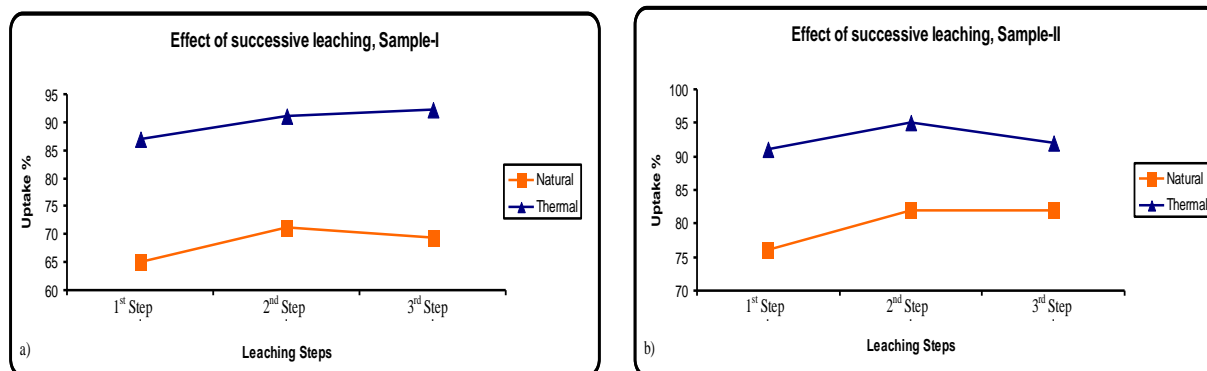 Effect of successive leaching, Sample-I
95
90
85
80
75
70
65
60
Uptake %
1st Step
2nd Step
3rd Step
Leaching Steps
Natural
Thermal
a)
Effect of successive leaching, Sample-II
100
95
90
85
80
75
70
Uptake %
1st Step
2nd Step
3rd Step
Leaching Steps
Natural
Thermal
b)